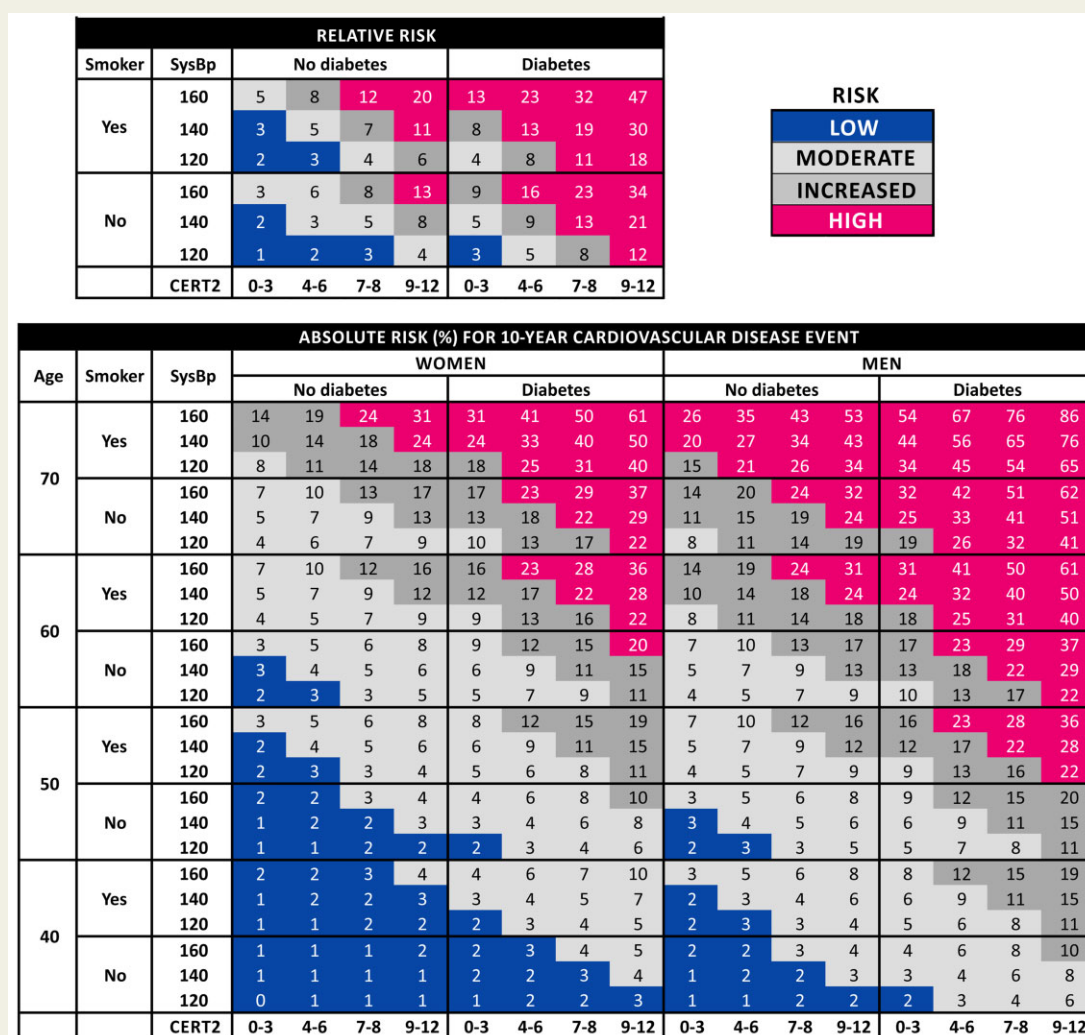 RELATIVE RISK
Smoker SysBp No diabetes Diabetes
160 5 8 12 20 13 23 32 47
Yes 140 3 5 7 11 8 13 19 30
120 2 3 4 6 4 8 11 18
160 3 6 8 13 9 16 23 34
No 140 2 3 5 8 5 9 13 21
120 1 2 3 4 3 5 8 12
CERT2 0-3 4-6 7-8 9-12 0-3 4-6 7-8 9-12
RISK
LOW
MODERATE
INCREASED
HIGH
ABSOLUTE RISK (%) FOR 10-YEAR CARDIOVASCULAR DISEASE EVENT
Age Smoker SysBp WOMEN MEN
No diabetes Diabetes No diabetes Diabetes
160 14 19 24 31 31 41 50 61 26 35 43 53 54 67 76 86
Yes 140 10 14 18 24 24 33 40 50 20 27 34 43 44 56 65 76
120 8 11 14 18 18 25 31 40 15 21 26 34 34 45 54 65
70
160 7 10 13 17 17 23 29 37 14 20 24 32 32 42 51 62
No 140 5 7 9 13 13 18 22 29 11 15 19 24 25 33 41 51
120 4 6 7 9 10 13 17 22 8 11 14 19 19 26 32 41
160 7 10 12 16 16 23 28 36 14 19 24 31 31 41 50 61
Yes 140 5 7 9 12 12 17 22 28 10 14 18 24 24 32 40 50
120 4 5 7 9 9 13 16 22 8 11 14 18 18 25 31 40
60
160 3 5 6 8 9 12 15 20 7 10 13 17 17 23 29 37
No 140 3 4 5 6 6 9 11 15 5 7 9 13 13 18 22 29
120 2 3 3 5 5 7 9 11 4 5 7 9 10 13 17 22
160 3 5 6 8 8 12 15 19 7 10 12 16 16 23 28 36
Yes 140 2 4 5 6 6 9 11 15 5 7 9 12 12 17 22 28
120 2 3 3 4 5 6 8 11 4 5 7 9 9 13 16 22
50
160 2 2 3 4 4 6 8 10 3 5 6 8 9 12 15 20
No 140 1 2 2 3 3 4 6 8 3 4 5 6 6 9 11 15
120 1 1 2 2 2 3 4 6 2 3 3 5 5 7 8 11
160 2 2 3 4 4 6 7 10 3 5 6 8 8 12 15 19
Yes 140 1 2 2 3 3 4 5 7 2 3 4 6 6 9 11 15
120 1 1 2 2 2 3 4 5 2 3 3 4 5 6 8 11
40
160 1 1 1 2 2 3 4 5 2 2 3 4 4 6 8 10
No 140 1 1 1 1 2 2 3 4 1 2 2 3 3 4 6 8
120 0 1 1 1 1 2 2 3 1 1 2 2 2 3 4 6
CERT2 0-3 4-6 7-8 9-12 0-3 4-6 7-8 9-12 0-3 4-6 7-8 9-12 0-3 4-6 7-8 9-12